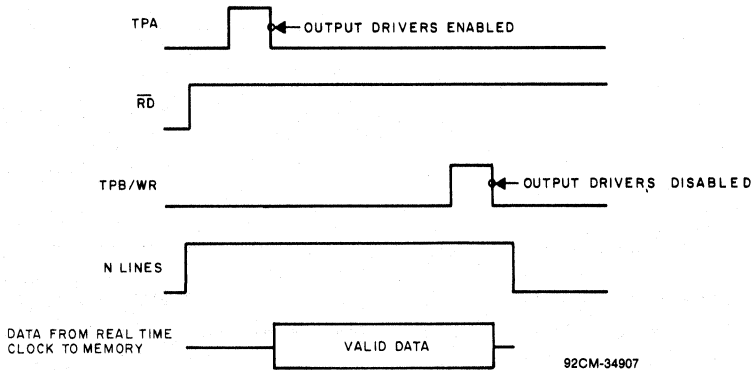 TPA
OUTPUT DRIVERS ENABLED
RD
TPB/WR
OUTPUT DRIVERS DISABLED
N LINES
DATA FROM REAL TIME
CLOCK TO MEMORY
VALID DATA
92CM-34907